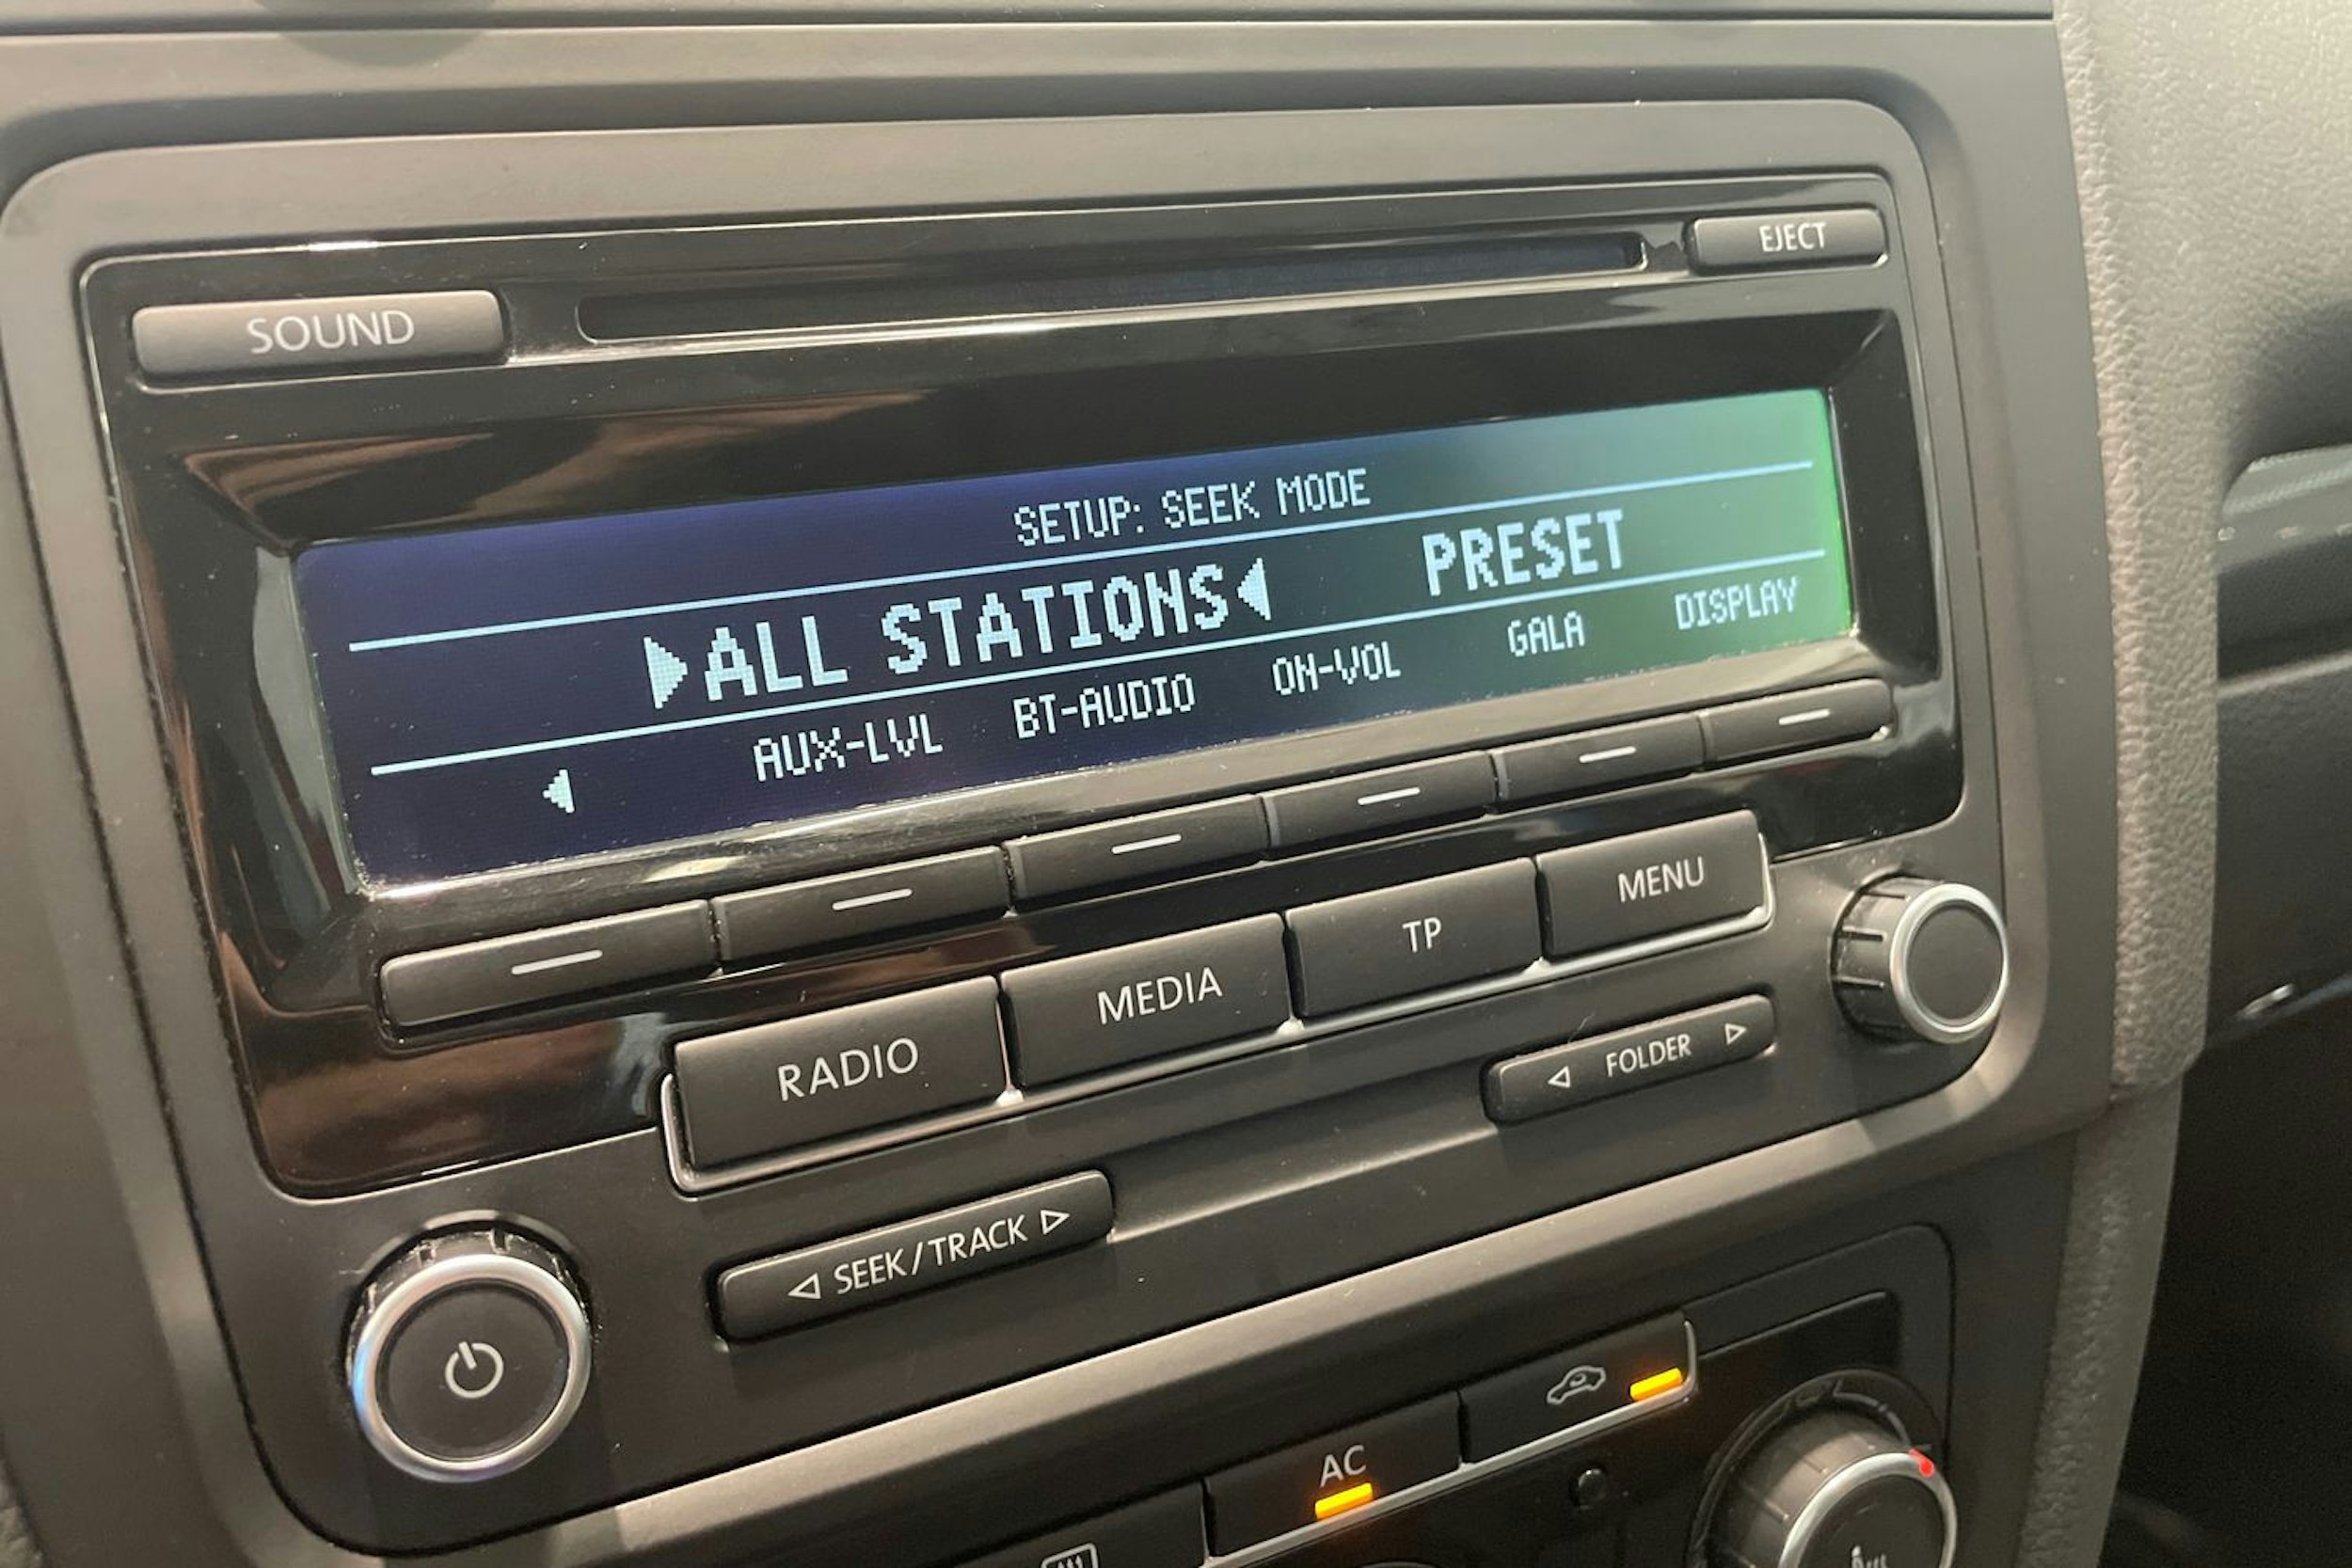 EJECT
SOUND
SETUP: SEEK MODE
ALL STATIONS PRESET
AUX-LVL BT-AUDIO ON-VOL GALA DISPLAY
RADIO MEDIA TP MENU
FOLDER
SEEK/TRACK
AC